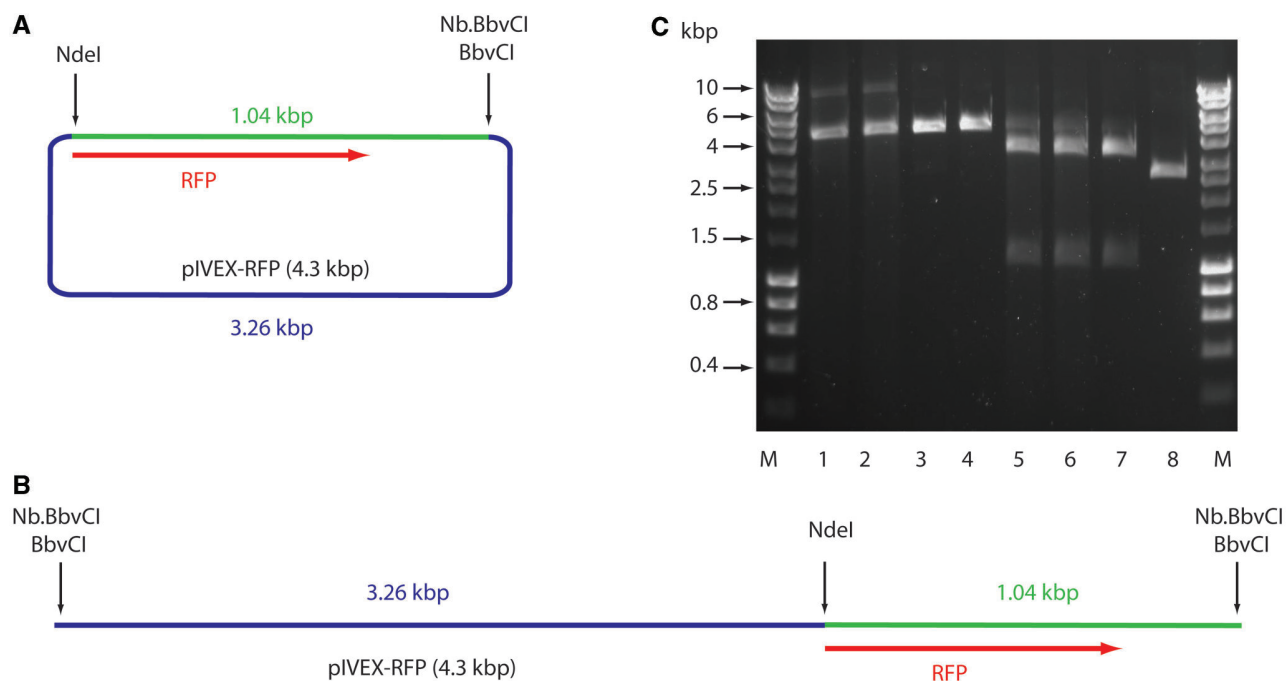 A
NdeI
Nb.BbvCI
BbvCI
1.04 kbp
RFP
pIVEX-RFP (4.3 kbp)
3.26 kbp
C kbp
10
6
4
2.5
1.5
0.8
0.4
M 1 2 3 4 5 6 7 8 M
B
Nb.BbvCI
BbvCI
NdeI
Nb.BbvCI
BbvCI
3.26 kbp
1.04 kbp
pIVEX-RFP (4.3 kbp)
RFP